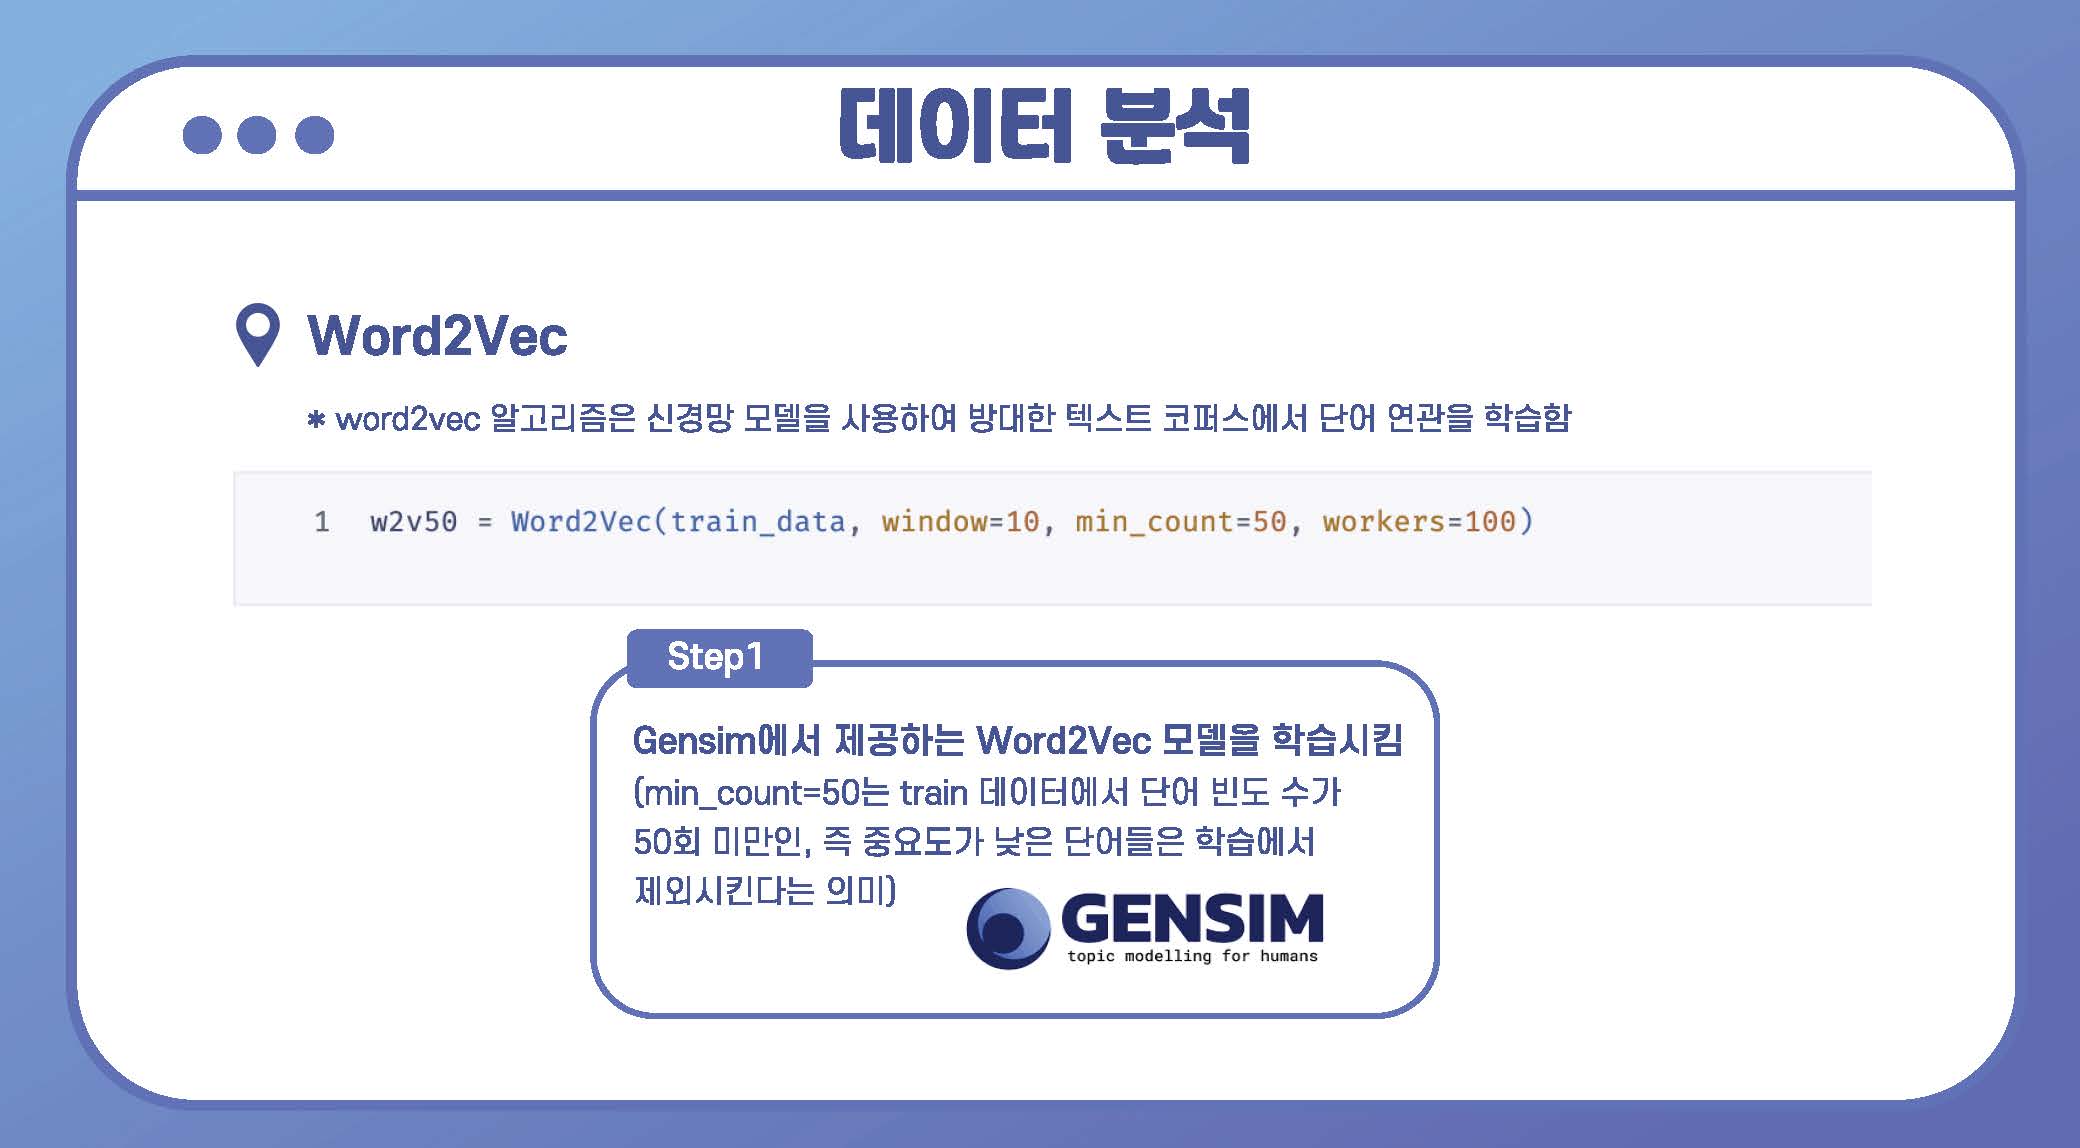 데이터 분석
Word2Vec
* word2vec 알고리즘은 신경망 모델을 사용하여 방대한 텍스트 코퍼스에서 단어 연관을 학습함
1 w2v50 = Word2Vec(train_data, window=10, min_count=50, workers=100)
Step1
Gensim에서 제공하는 Word2Vec 모델을 학습시킴
(min_count=50는 train 데이터에서 단어 빈도 수가
50회 미만인, 즉 중요도가 낮은 단어들은 학습에서
제외시킨다는 의미)
GENSIM
topic modelling for humans